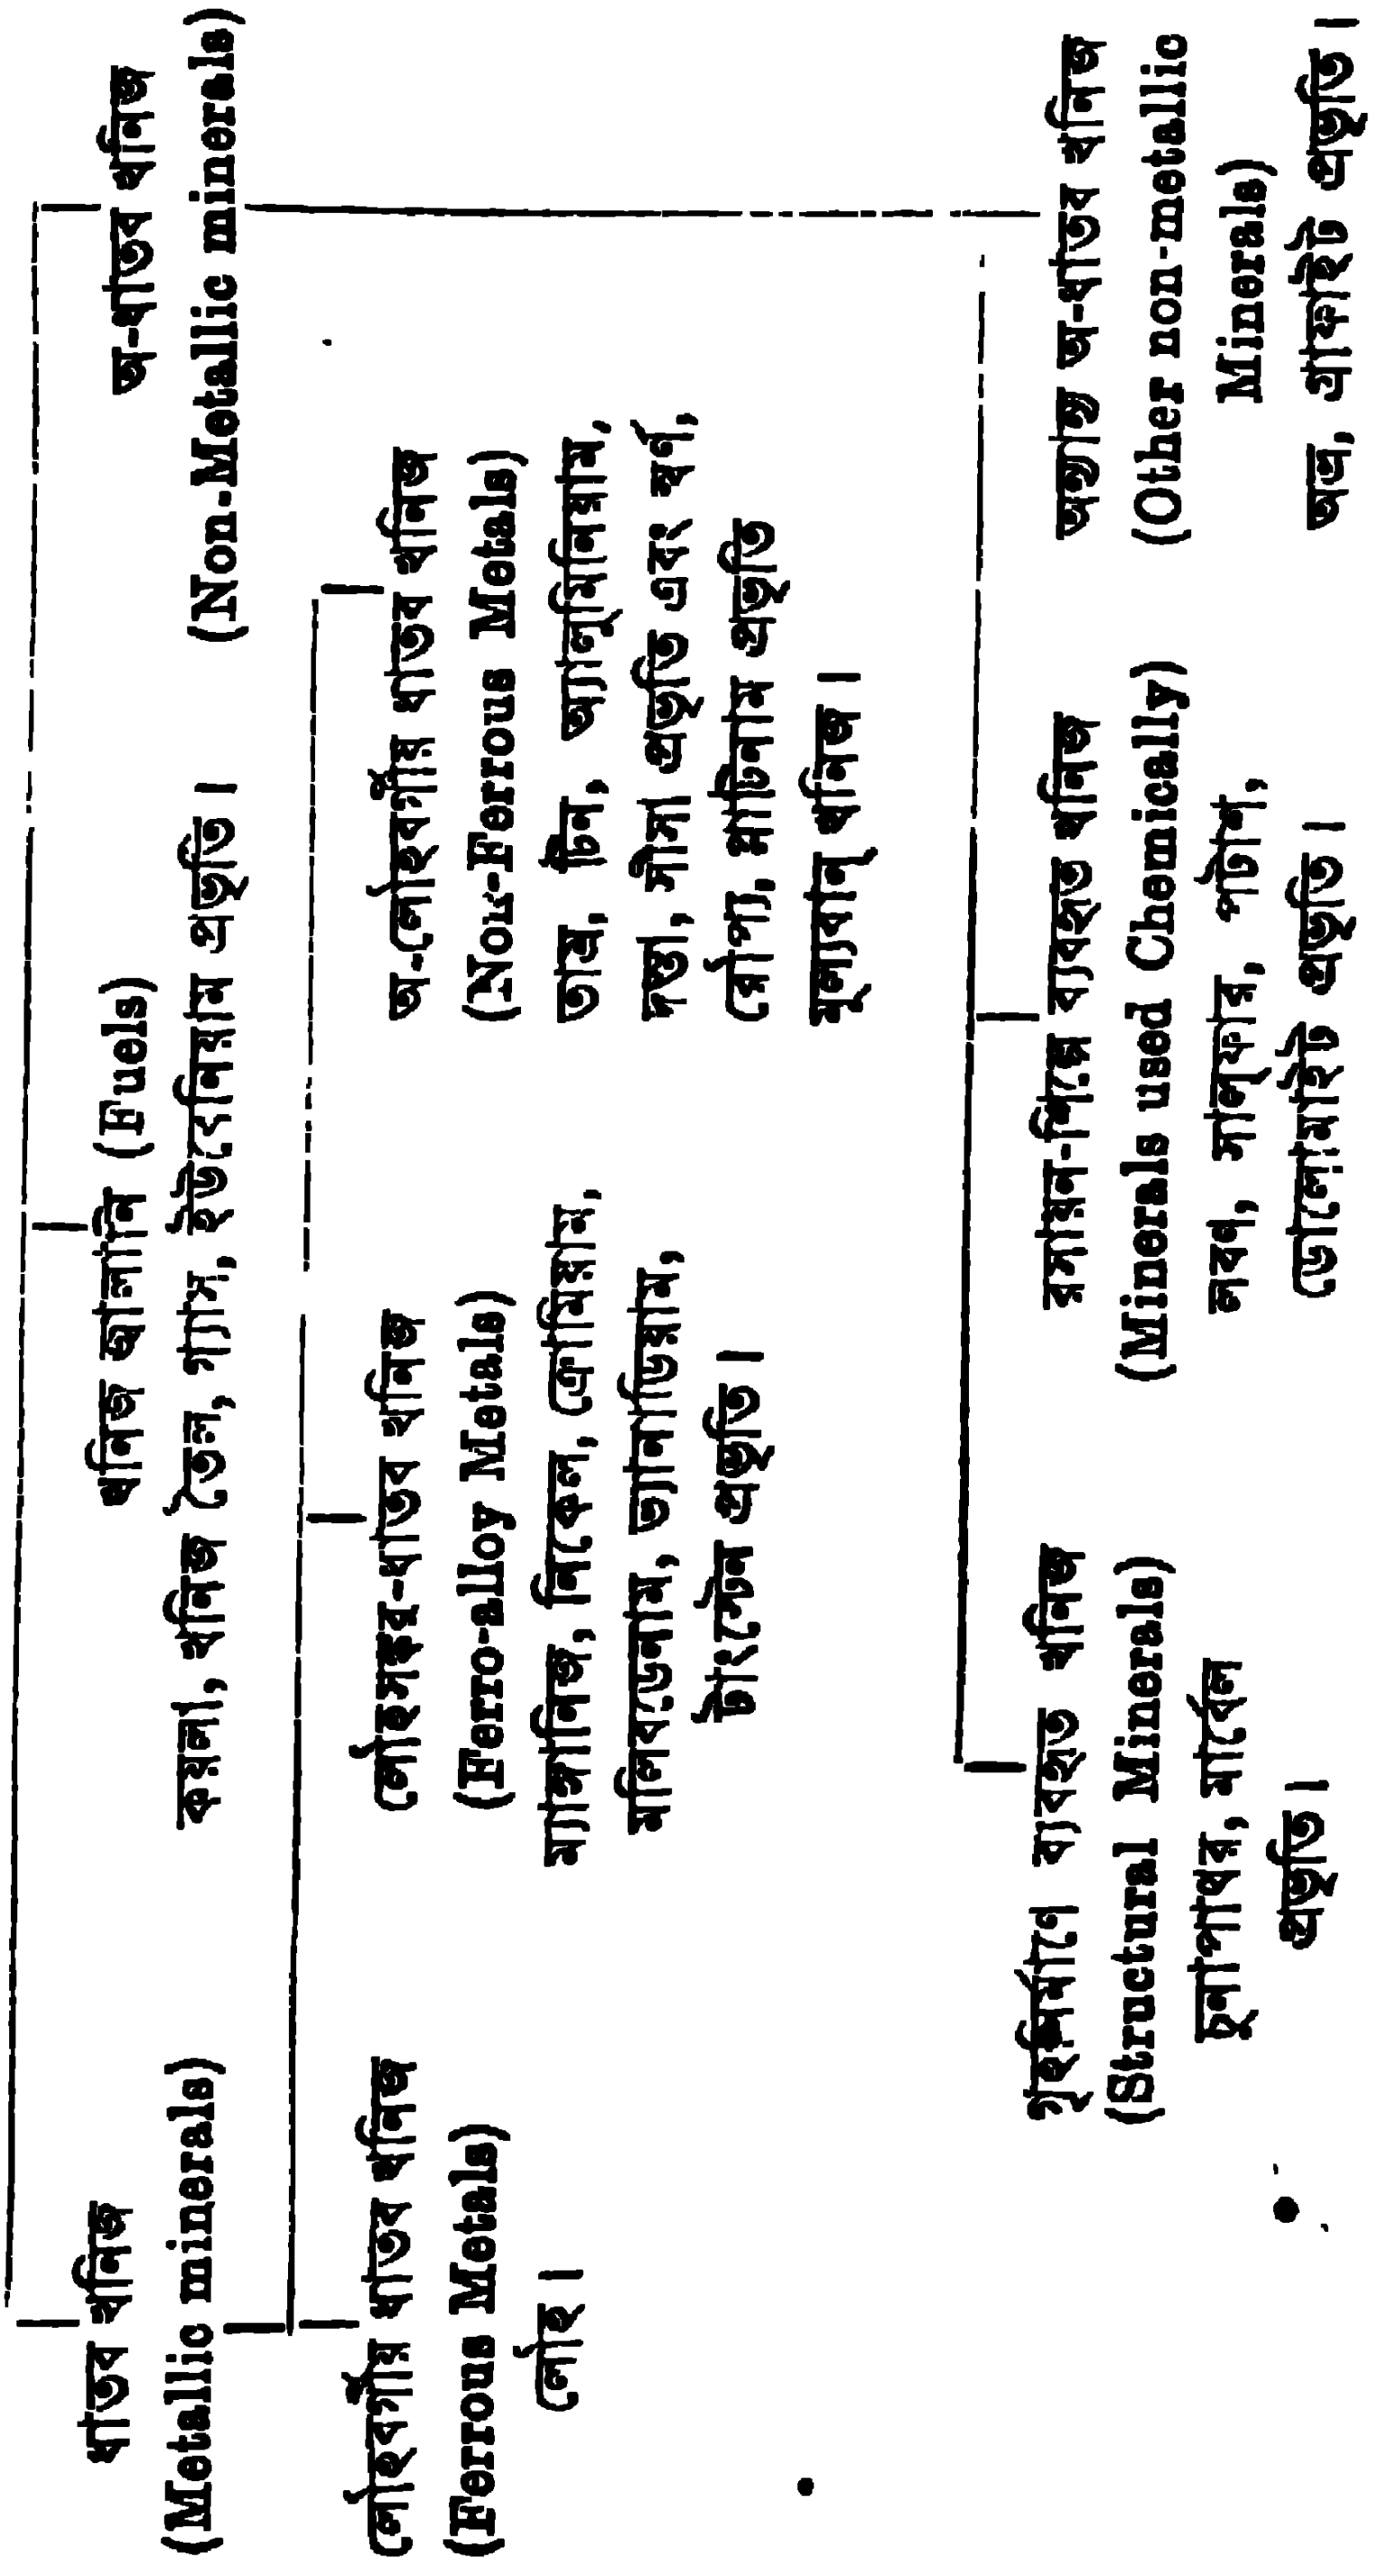 ধাতব খনিজ
(Metallic minerals)
খনিজ জ্বালানি (Fuels)
কয়লা, খনিজ তৈল, গ্যাস, ইউরেনিয়াম প্রভৃতি।
অ-ধাতব খনিজ
(Non-Metallic minerals)
লৌহবর্গীয় ধাতব খনিজ
(Ferrous Metals)
লৌহ।
লৌহসঙ্কর-ধাতব খনিজ
(Ferro-alloy Metals)
ম্যাঙ্গানিজ, নিকেল, ক্রোমিয়াম,
মলিবডেনাম, ভ্যানাডিয়াম,
টাংস্টেন প্রভৃতি।
অ-লৌহবর্গীয় ধাতব খনিজ
(Non-Ferrous Metals)
তাম্র, টিন, অ্যালুমিনিয়াম,
দস্তা, সীসা প্রভৃতি এবং স্বর্ণ,
রৌপ্য, প্লাটিনাম প্রভৃতি
মূল্যবান্ খনিজ।
গৃহনির্মাণে ব্যবহৃত খনিজ
(Structural Minerals)
চুনাপাথর, মার্বেল
প্রভৃতি।
রসায়ন-শিল্পে ব্যবহৃত খনিজ
(Minerals used Chemically)
লবণ, সাল্‌ফার, পটাশ,
ডোলোমাইট প্রভৃতি।
অন্যান্য অ-ধাতব খনিজ
(Other non-metallic
Minerals)
অভ্র, গ্রাফাইট প্রভৃতি।